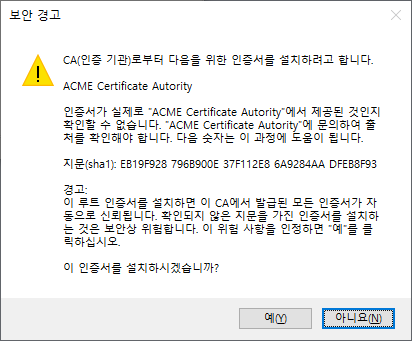 보안 경고
CA(인증 기관)로부터 다음을 위한 인증서를 설치하려고 합니다.
ACME Certificate Autority
인증서가 실제로 "ACME Certificate Autority"에서 제공된 것인지
확인할 수 없습니다. "ACME Certificate Autority"에 문의하여 출
처를 확인해야 합니다. 다음 숫자는 이 과정에 도움이 됩니다.
지문(sha1): EB19F928 796B900E 37F112E8 6A9284AA DFEB8F93
경고:
이 루트 인증서를 설치하면 이 CA에서 발급된 모든 인증서가 자
동으로 신뢰됩니다. 확인되지 않은 지문을 가진 인증서를 설치하
는 것은 보안상 위험합니다. 이 위험 사항을 인정하면 "예"를 클
릭하십시오.
이 인증서를 설치하시겠습니까?
예(Y)
아니요(N)